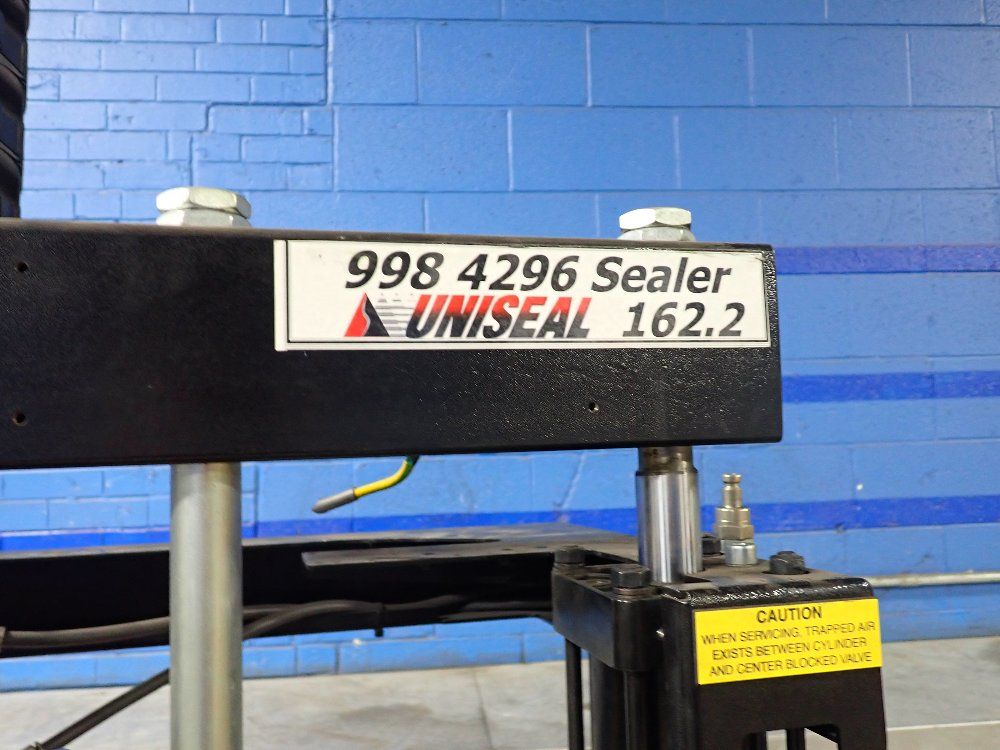 998 4296 Sealer
UNISEAL 162.2
CAUTION
WHEN SERVICING, TRAPPED AIR
EXISTS BETWEEN CYLINDER
AND CENTER BLOCKED VALVE